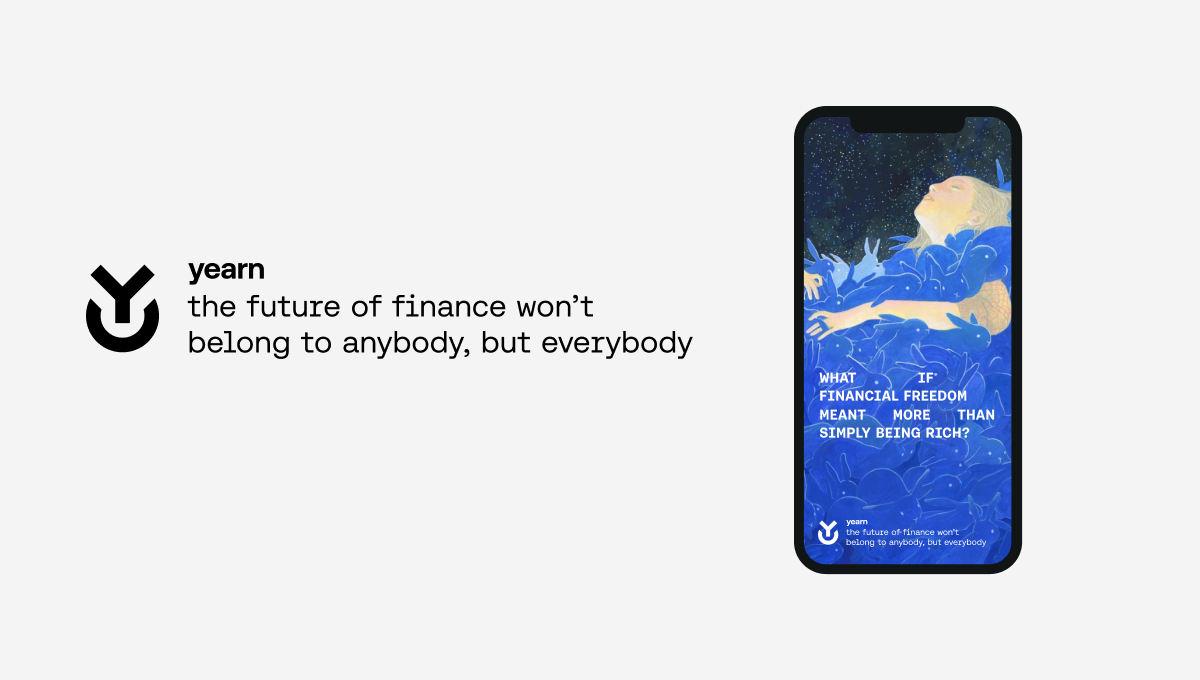 yearn
the future of finance won’t
belong to anybody, but everybody
WHAT IF
FINANCIAL FREEDOM
MEANT MORE THAN
SIMPLY BEING RICH?
yearn
the future of finance won’t
belong to anybody, but everybody